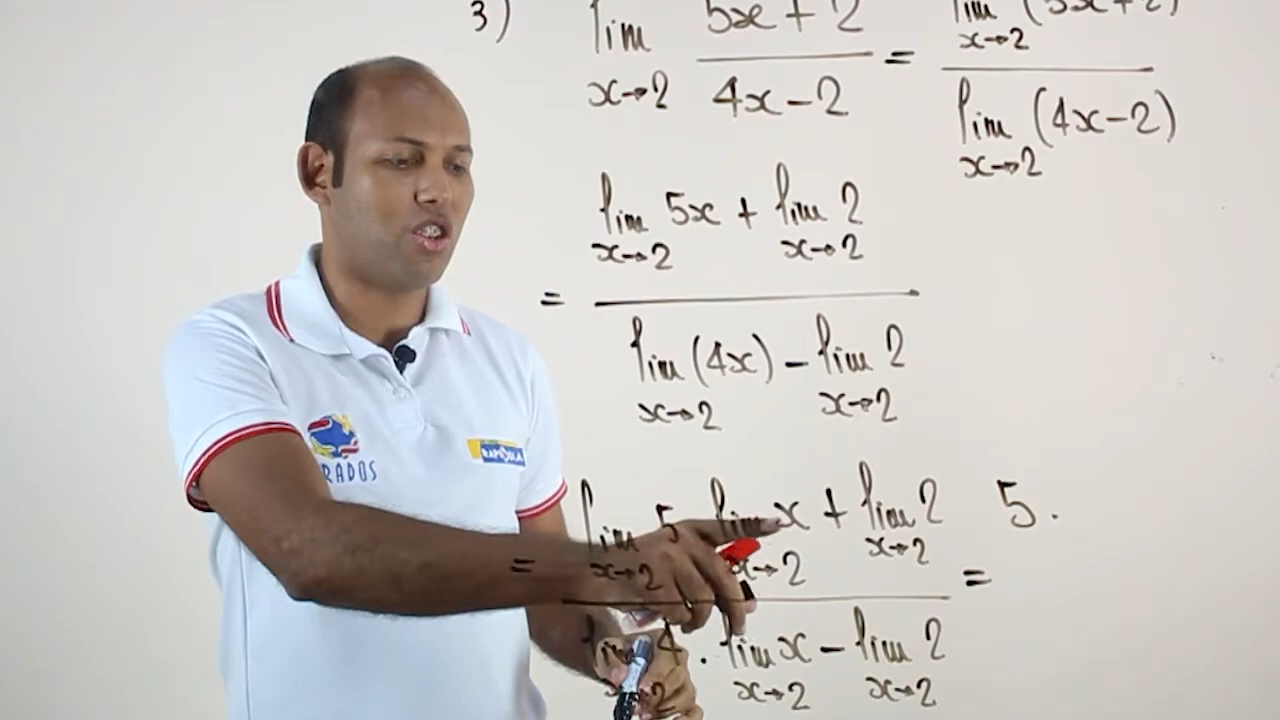 3) lim x→2 5x + 2 / 4x – 2 = lim x→2 (5x+2) / lim x→2 (4x–2)
= lim x→2 5x + lim x→2 2 / lim x→2 (4x) – lim x→2 2
= lim x→2 5 lim x→2 x + lim x→2 2 / lim x→2 4 . lim x→2 x – lim x→2 2 = 5 .
RADOS